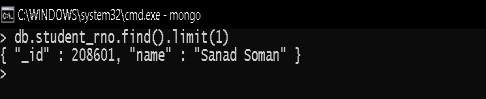 C:\WINDOWS\system32\cmd.exe - mongo
> db.student_rno.find().limit(1)
{ "_id" : 208601, "name" : "Sanad Soman" }
>